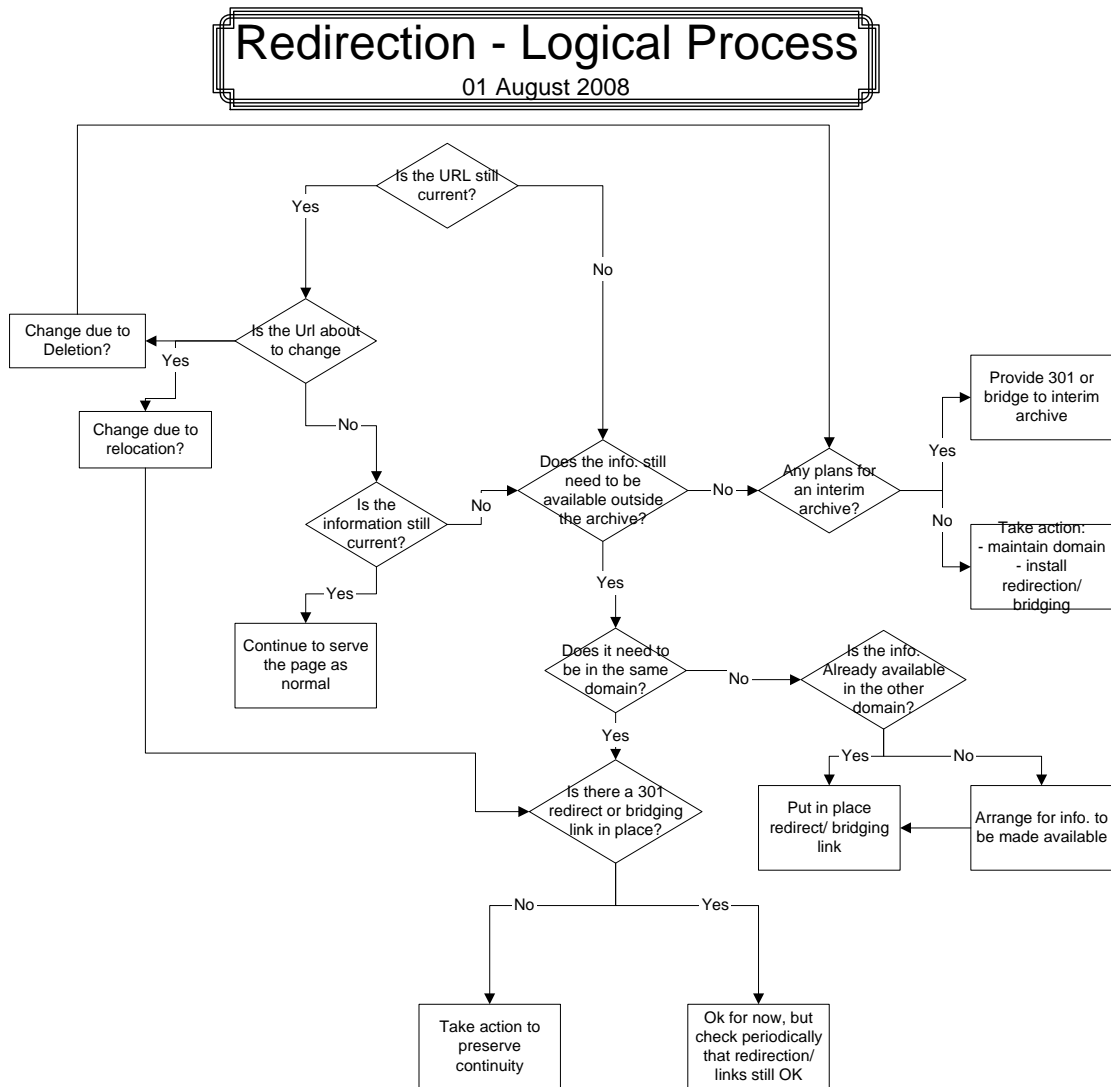 Redirection - Logical Process
01 August 2008
Is the URL still
current?
Yes
No
Change due to
Deletion?
Is the Url about
to change
Yes
Change due to
relocation?
No
Provide 301 or
bridge to interim
archive
Yes
Does the info. still
need to be
available outside
the archive?
No
Any plans for
an interim
archive?
No
Take action:
- maintain domain
- install
redirection/
bridging
Is the
information still
current?
No
Yes
Yes
Continue to serve
the page as
normal
Does it need to
be in the same
domain?
No
Is the info.
Already available
in the other
domain?
Yes
Yes
No
Is there a 301
redirect or bridging
link in place?
Put in place
redirect/ bridging
link
Arrange for info. to
be made available
No
Yes
Take action to
preserve
continuity
Ok for now, but
check periodically
that redirection/
links still OK